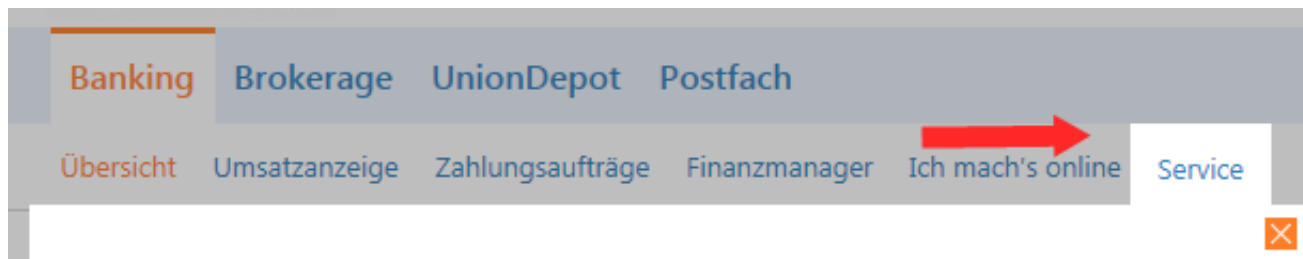 Banking Brokerage UnionDepot Postfach
Übersicht Umsatzanzeige Zahlungsaufträge Finanzmanager Ich mach's online Service